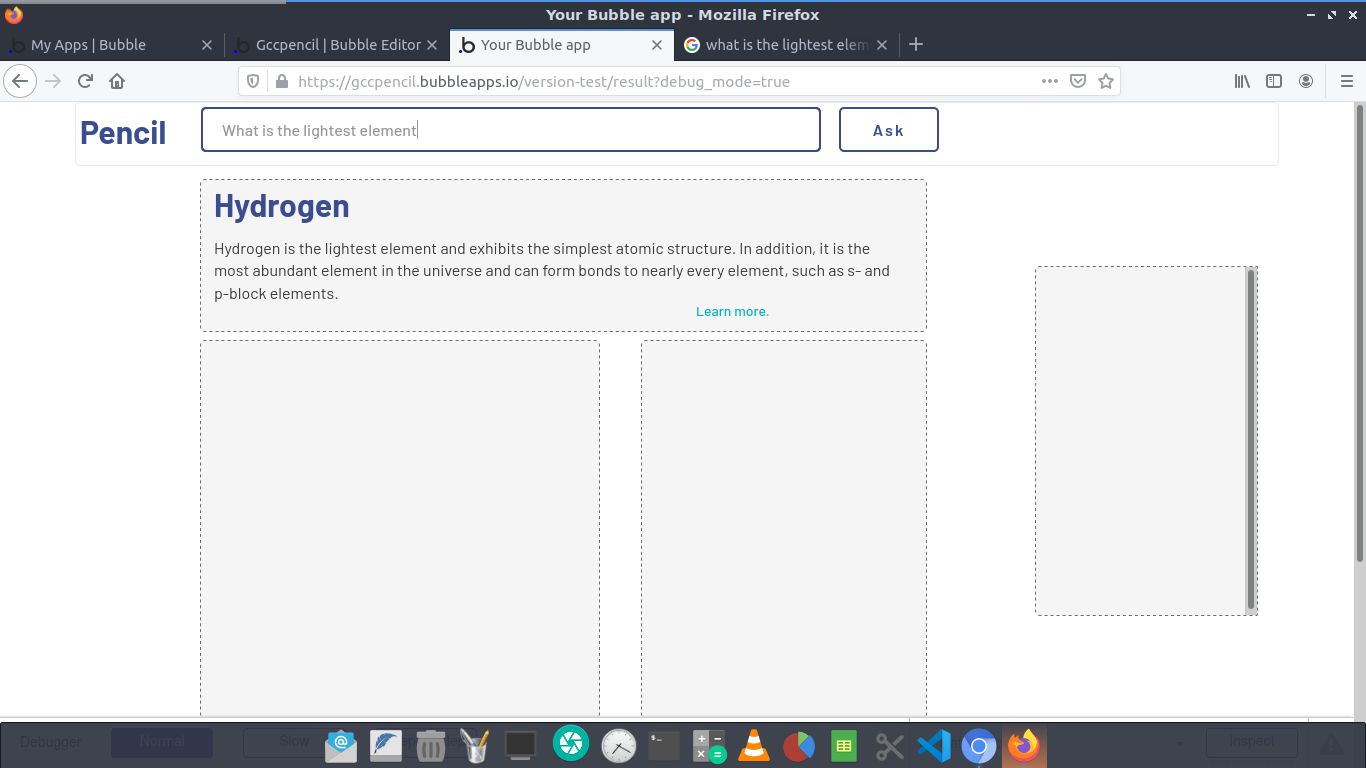 Your Bubble app - Mozilla Firefox
My Apps | Bubble
Gccpencil | Bubble Editor
Your Bubble app
what is the lightest elem
https://gccpencil.bubbleapps.io/version-test/result?debug_mode=true
Pencil
What is the lightest element
Ask
Hydrogen
Hydrogen is the lightest element and exhibits the simplest atomic structure. In addition, it is the
most abundant element in the universe and can form bonds to nearly every element, such as s- and
p-block elements.
Learn more.
Debugger
Normal
Slow
Inspect